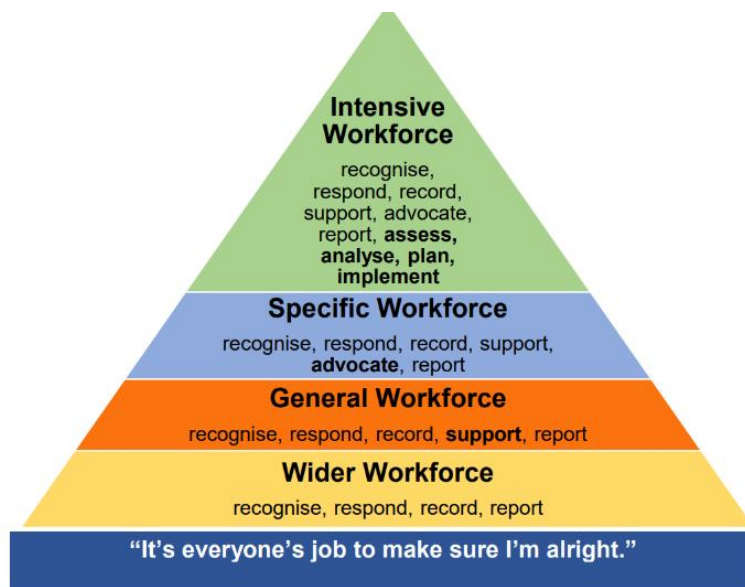 Intensive
Workforce
recognise,
respond, record,
support, advocate,
report, assess,
analyse, plan,
implement
Specific Workforce
recognise, respond, record, support,
advocate, report
General Workforce
recognise, respond, record, support, report
Wider Workforce
recognise, respond, record, report
“It’s everyone’s job to make sure I’m alright.”